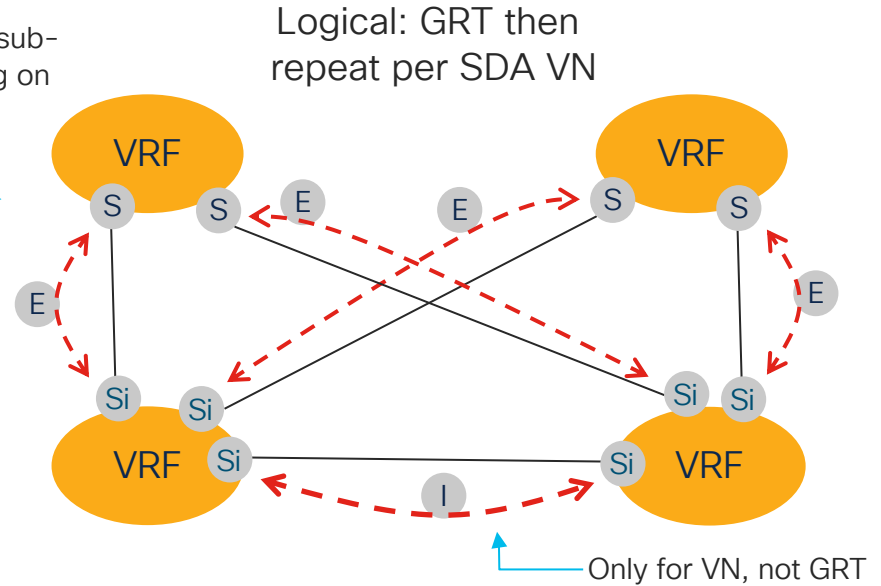 sub-
g on
Logical: GRT then
repeat per SDA VN
VRF
VRF
S
S
E
E
S
S
E
E
Si
Si
Si
Si
VRF
Si
Si
VRF
I
Only for VN, not GRT